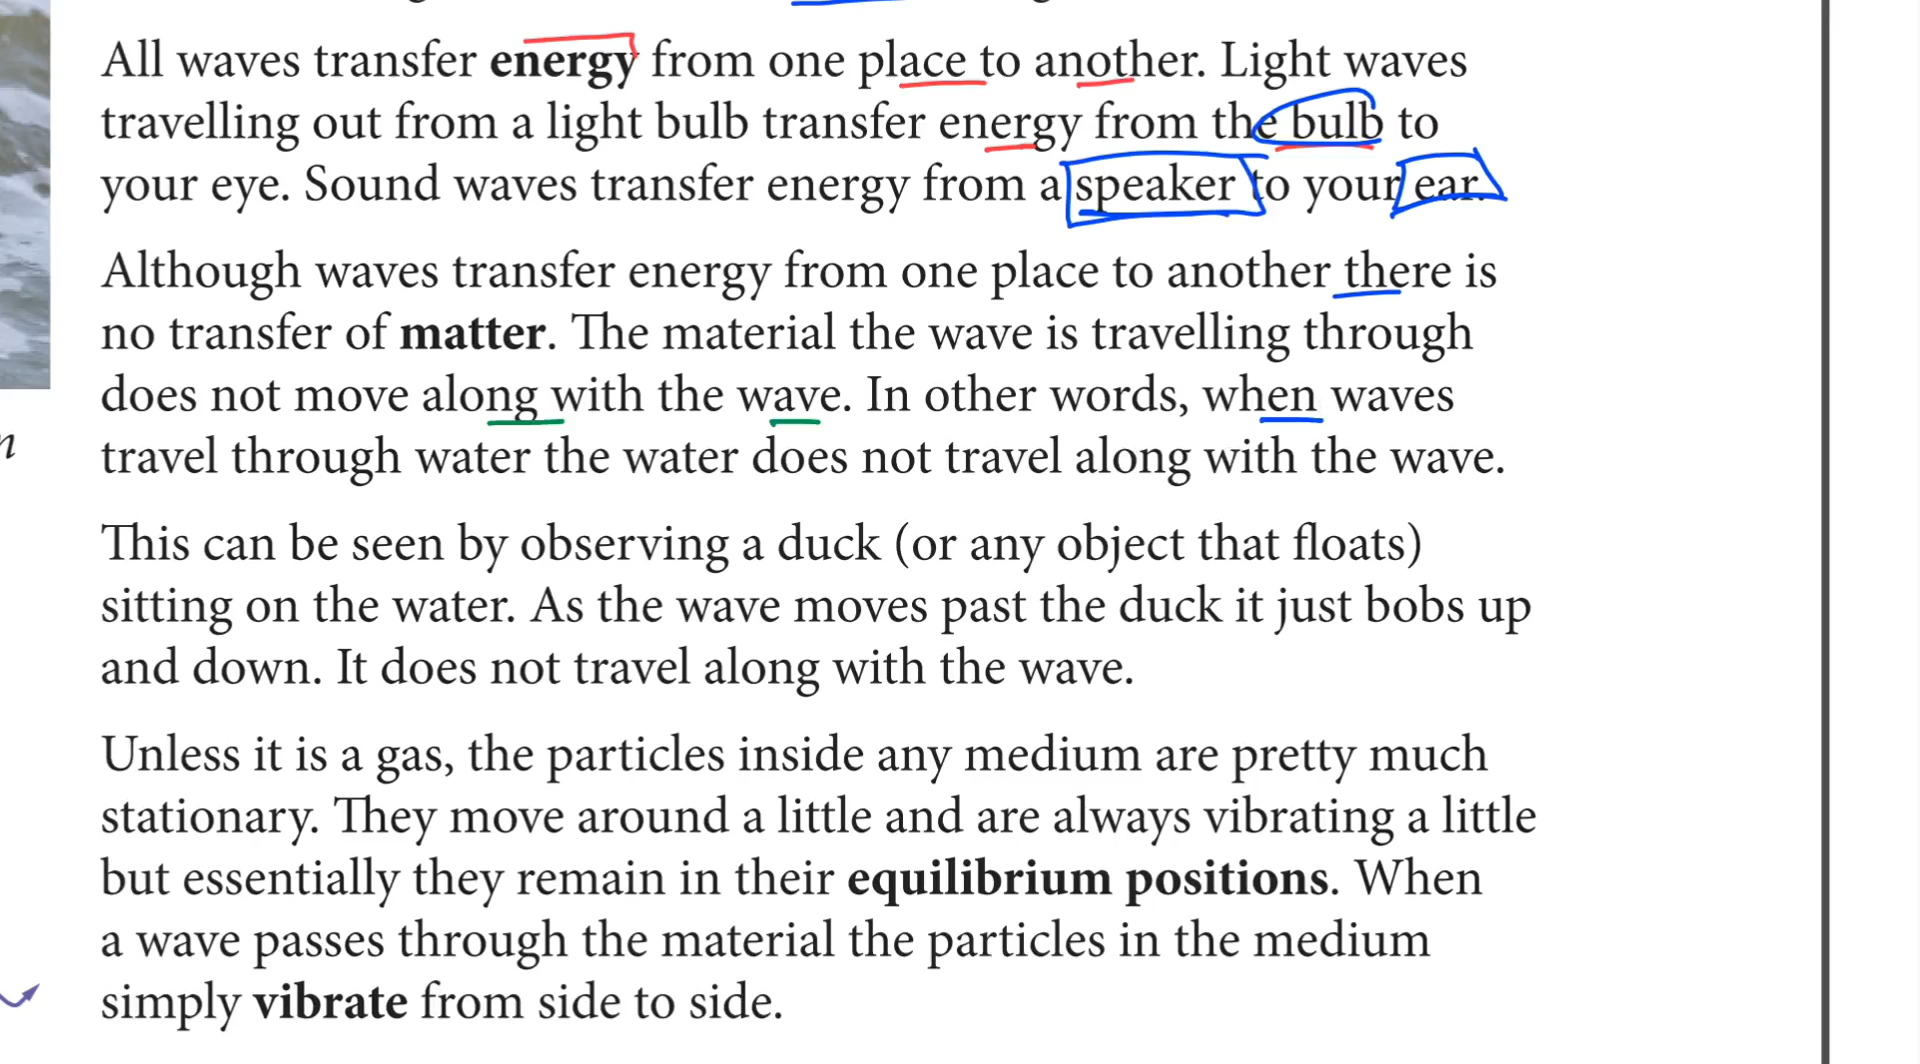 All waves transfer energy from one place to another. Light waves
travelling out from a light bulb transfer energy from the bulb to
your eye. Sound waves transfer energy from a speaker to your ear.
Although waves transfer energy from one place to another there is
no transfer of matter. The material the wave is travelling through
does not move along with the wave. In other words, when waves
travel through water the water does not travel along with the wave.
This can be seen by observing a duck (or any object that floats)
sitting on the water. As the wave moves past the duck it just bobs up
and down. It does not travel along with the wave.
Unless it is a gas, the particles inside any medium are pretty much
stationary. They move around a little and are always vibrating a little
but essentially they remain in their equilibrium positions. When
a wave passes through the material the particles in the medium
simply vibrate from side to side.